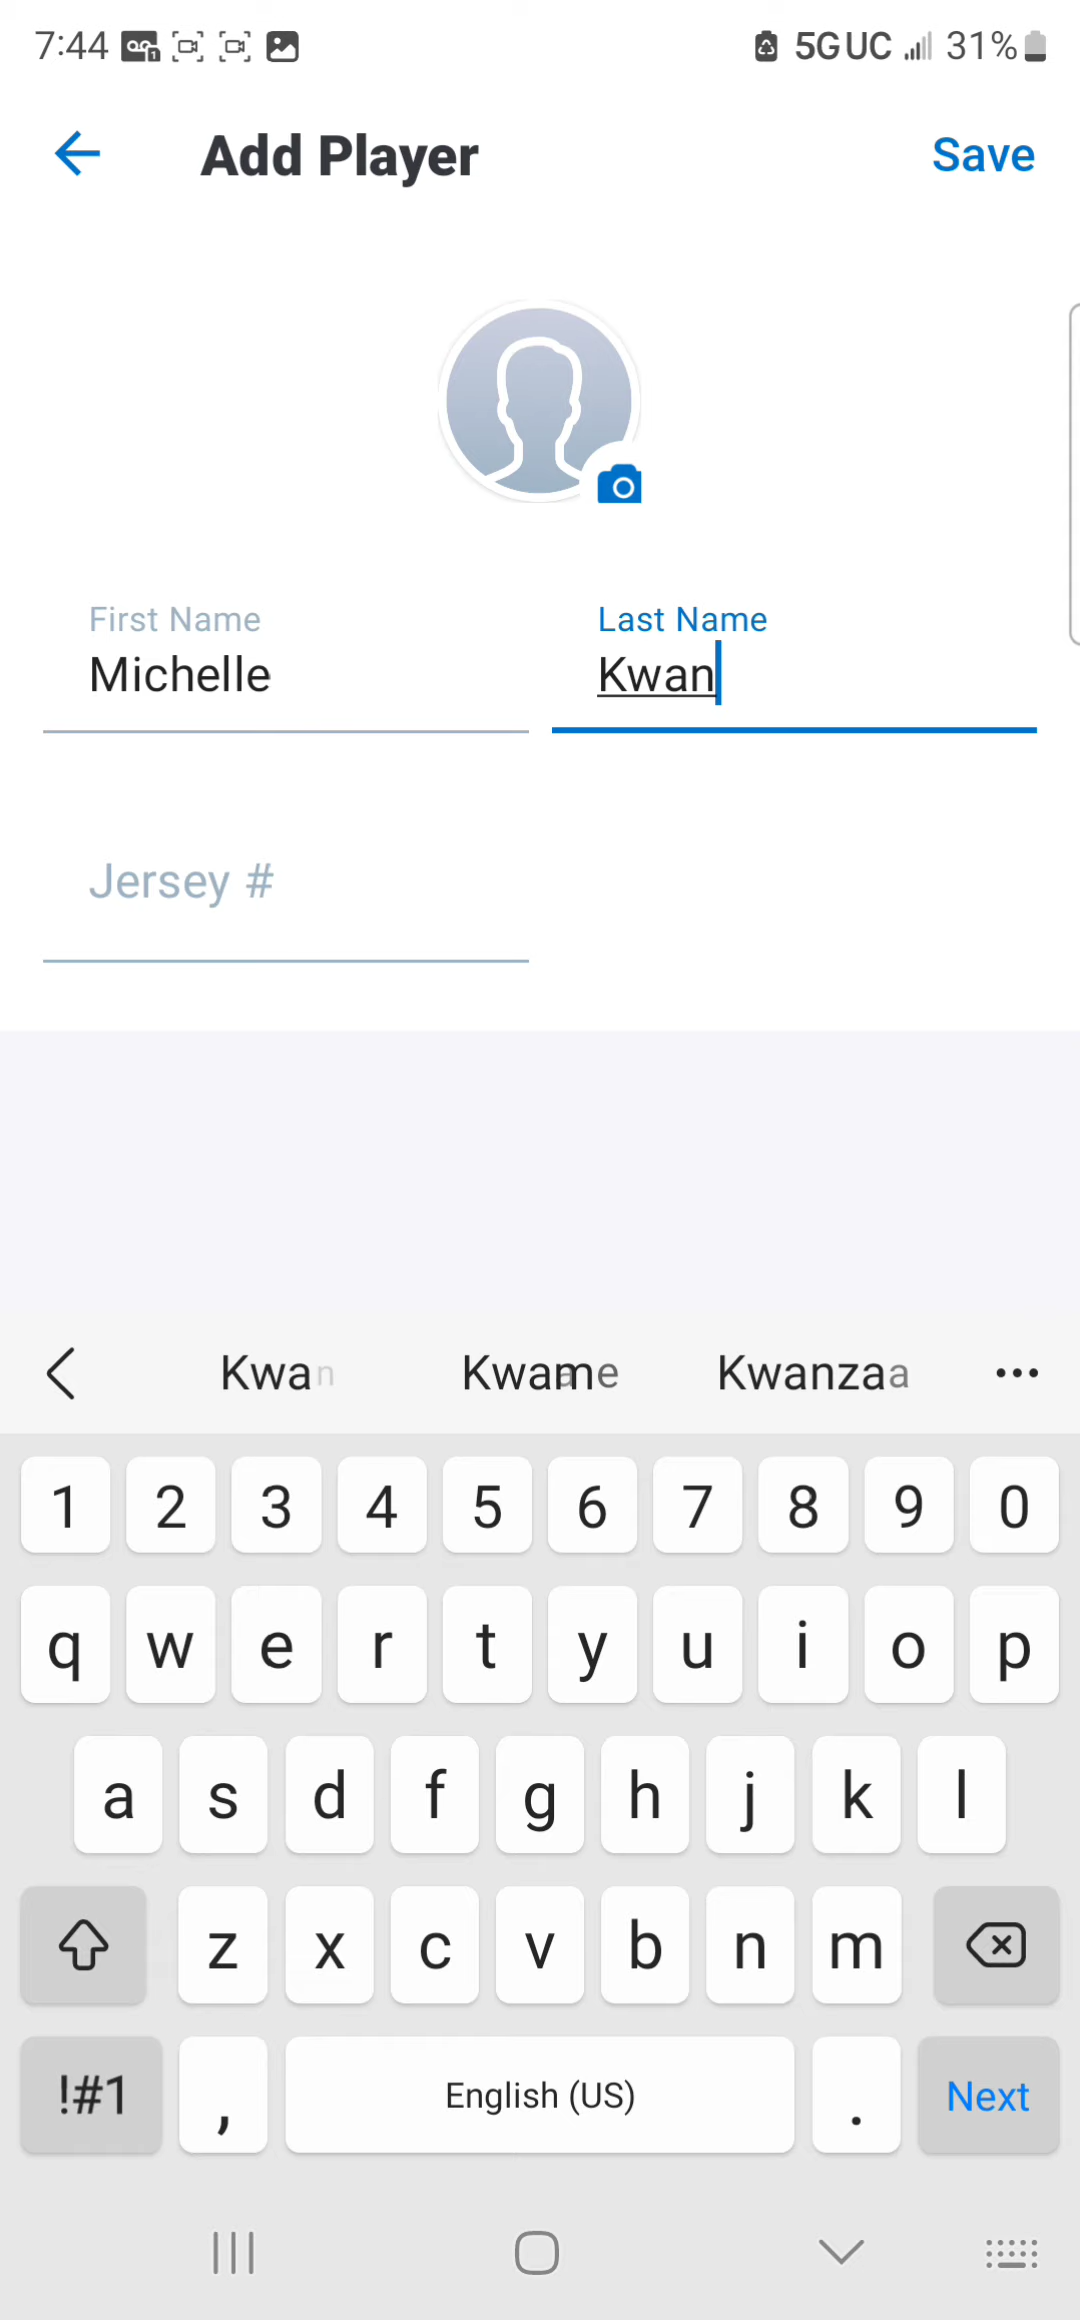 7:44 5G UC 31%
Add Player Save
First Name Last Name
Michelle Kwan
Jersey #
Kwan Kwame Kwanzaa
1 2 3 4 5 6 7 8 9 0
q w e r t y u i o p
a s d f g h j k l
z x c v b n m
!#1 , English (US) . Next